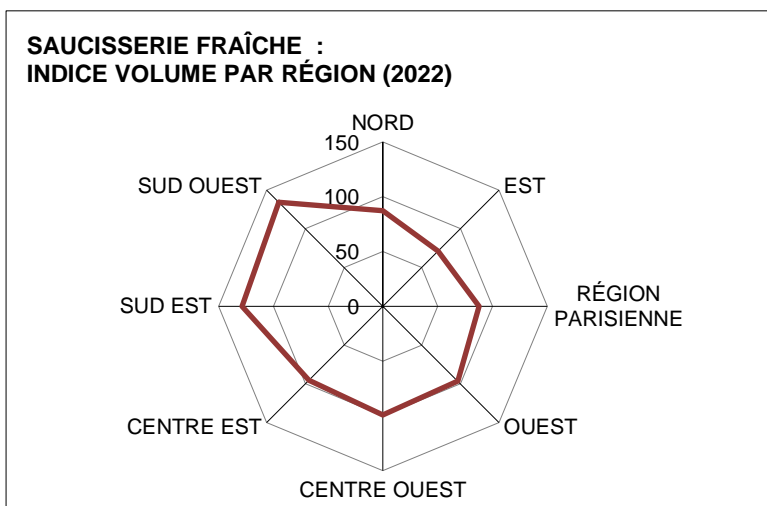 SAUCISSERIE FRAÎCHE :
INDICE VOLUME PAR RÉGION (2022)
NORD
150
SUD OUEST
EST
100
50
SUD EST
0
RÉGION
PARISIENNE
CENTRE EST
OUEST
CENTRE OUEST